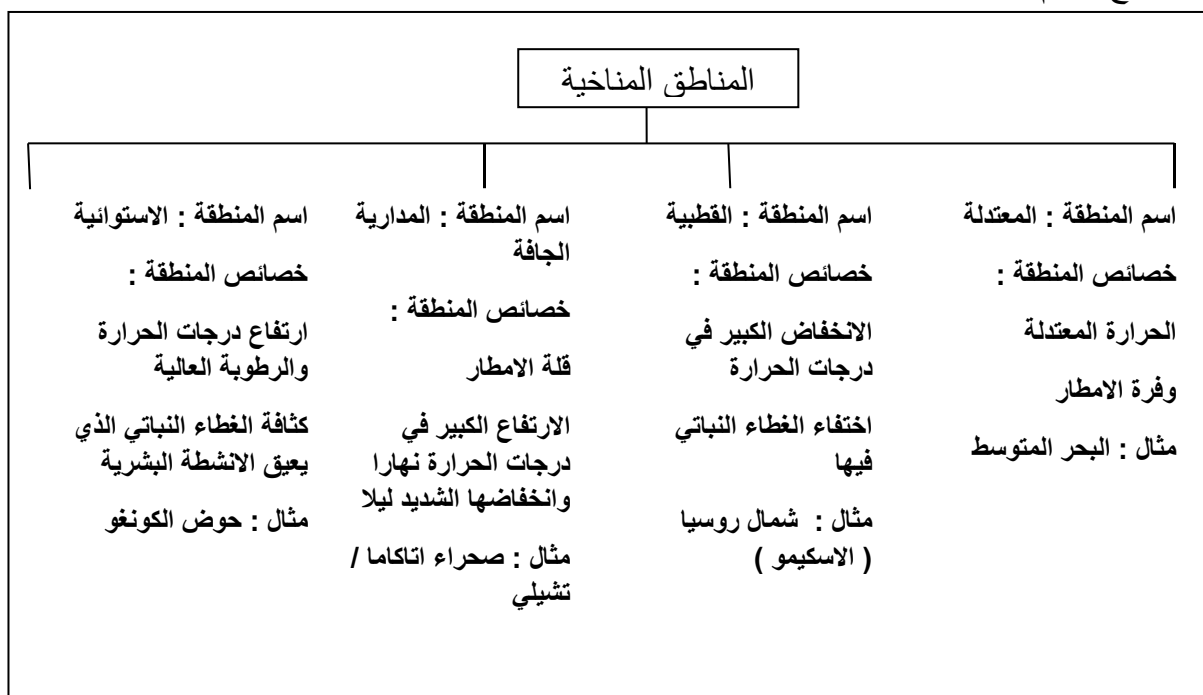 المناطق المناخية
اسم المنطقة : المعتدلة
خصائص المنطقة :
الحرارة المعتدلة
وفرة الامطار
مثال : البحر المتوسط
اسم المنطقة : القطبية
خصائص المنطقة :
الانخفاض الكبير في
درجات الحرارة
اختفاء الغطاء النباتي
فيها
مثال : شمال روسيا
( الاسكيمو )
اسم المنطقة : المدارية
الجافة
خصائص المنطقة :
قلة الامطار
الارتفاع الكبير في
درجات الحرارة نهارا
وانخفاضها الشديد ليلا
مثال : صحراء اتاكاما /
تشيلي
اسم المنطقة : الاستوائية
خصائص المنطقة :
ارتفاع درجات الحرارة
والرطوبة العالية
كثافة الغطاء النباتي الذي
يعيق الانشطة البشرية
مثال : حوض الكونغو